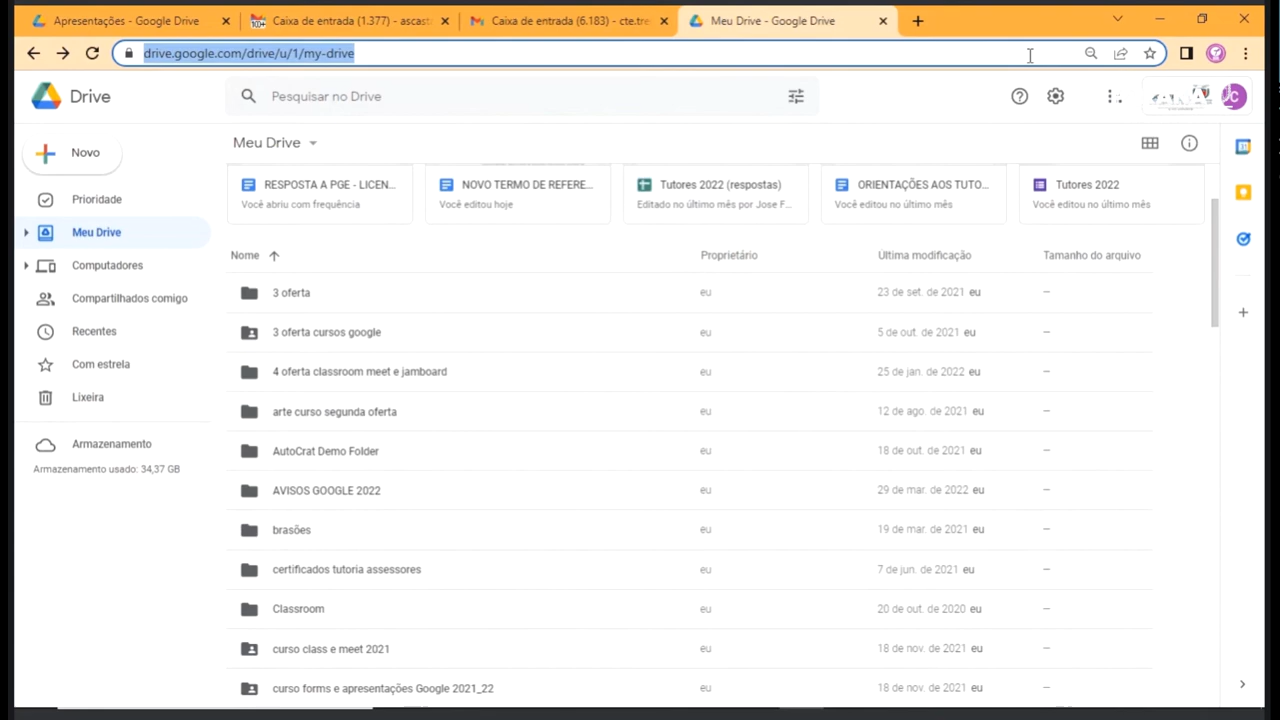 Apresentações - Google Drive
Caixa de entrada (1.377) - ascast
Caixa de entrada (6.183) - cte.tre
Meu Drive - Google Drive
drive.google.com/drive/u/1/my-drive
Drive
Pesquisar no Drive
Novo
Meu Drive
RESPOSTA A PGE - LICEN...
Você abriu com frequência
NOVO TERMO DE REFERE...
Você editou hoje
Tutores 2022 (respostas)
Editado no último mês por Jose F...
ORIENTAÇÕES AOS TUTO...
Você editou no último mês
Tutores 2022
Você editou no último mês
Prioridade
Meu Drive
Computadores
Compartilhados comigo
Recentes
Com estrela
Lixeira
Armazenamento
Armazenamento usado: 34,37 GB
Nome Proprietário Última modificação Tamanho do arquivo
3 oferta eu 23 de set. de 2021 eu –
3 oferta cursos google eu 5 de out. de 2021 eu –
4 oferta classroom meet e jamboard eu 25 de jan. de 2022 eu –
arte curso segunda oferta eu 12 de ago. de 2021 eu –
AutoCrat Demo Folder eu 18 de out. de 2021 eu –
AVISOS GOOGLE 2022 eu 29 de mar. de 2022 eu –
brasões eu 19 de mar. de 2021 eu –
certificados tutoria assessores eu 7 de jun. de 2021 eu –
Classroom eu 20 de out. de 2020 eu –
curso class e meet 2021 eu 18 de nov. de 2021 eu –
curso forms e apresentações Google 2021_22 eu 18 de nov. de 2021 eu –